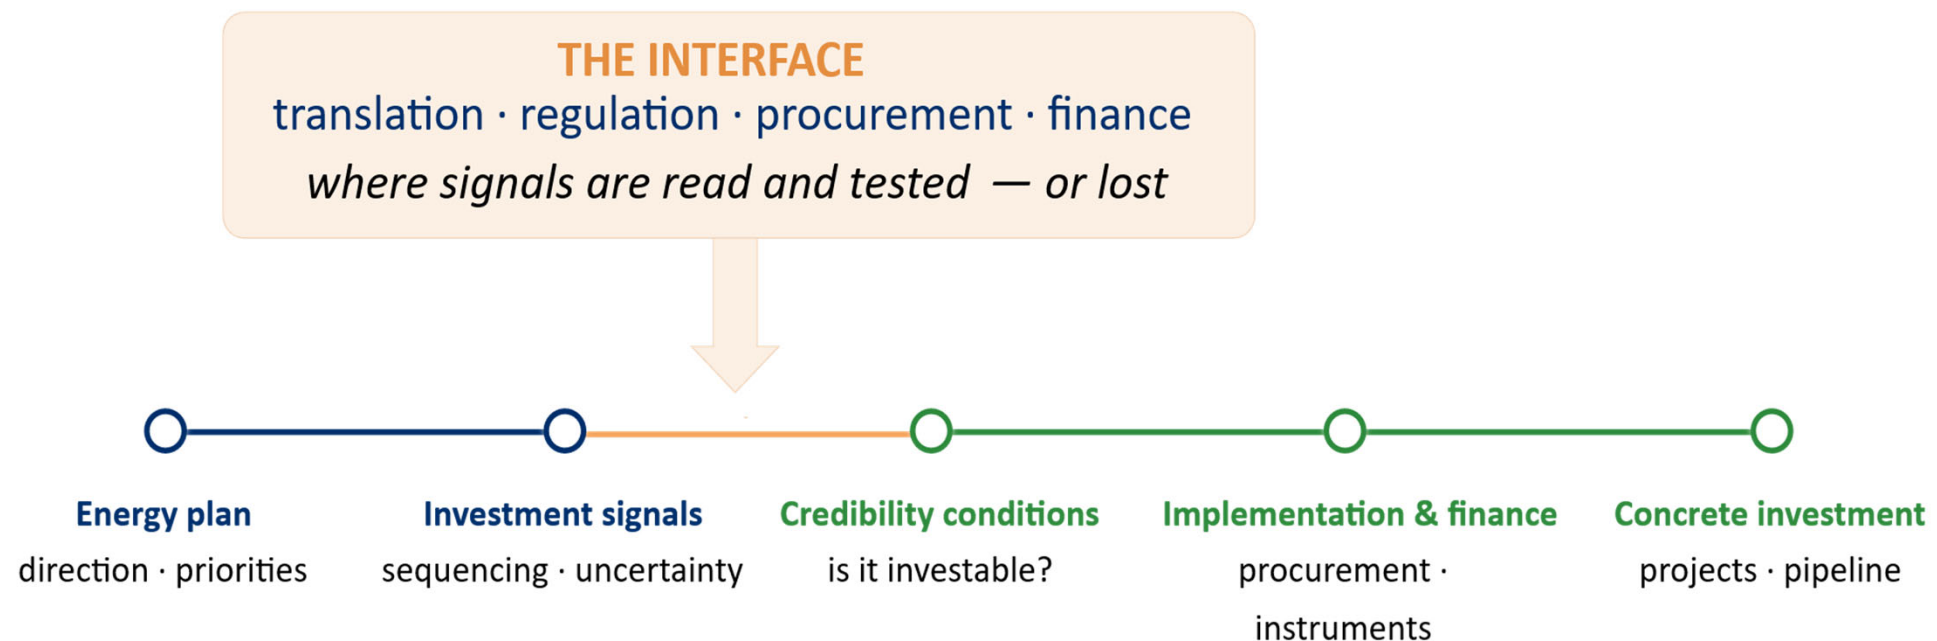 THE INTERFACE
translation · regulation · procurement · finance
where signals are read and tested — or lost
Energy plan
direction · priorities
Investment signals
sequencing · uncertainty
Credibility conditions
is it investable?
Implementation & finance
procurement ·
instruments
Concrete investment
projects · pipeline